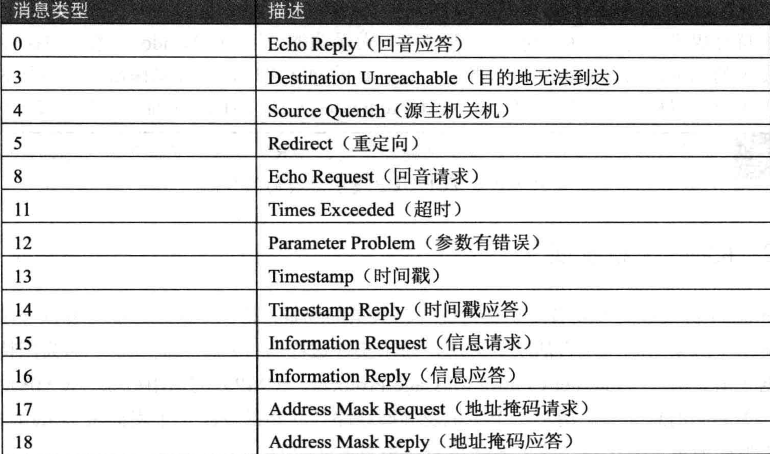 消息类型 描述
0 Echo Reply（回音应答）
3 Destination Unreachable（目的地无法到达）
4 Source Quench（源主机关机）
5 Redirect（重定向）
8 Echo Request（回音请求）
11 Times Exceeded（超时）
12 Parameter Problem（参数有错误）
13 Timestamp（时间戳）
14 Timestamp Reply（时间戳应答）
15 Information Request（信息请求）
16 Information Reply（信息应答）
17 Address Mask Request（地址掩码请求）
18 Address Mask Reply（地址掩码应答）